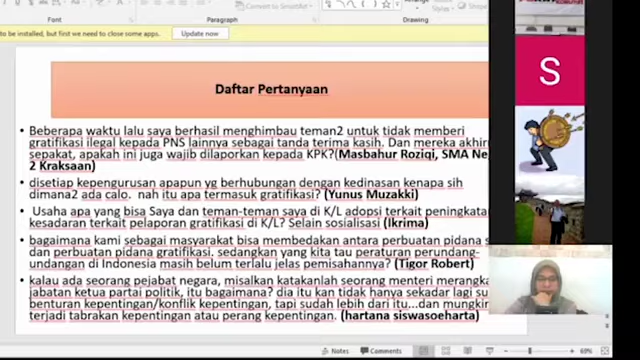 Convert to SmartArt
Font
Paragraph
Drawing
to be installed, but first we need to close some apps.
Update now
Daftar Pertanyaan
• Beberapa waktu lalu saya berhasil menghimbau teman2 untuk tidak memberi
gratifikasi ilegal kepada PNS lainnya sebagai tanda terima kasih. Dan mereka akhir
sepakat, apakah ini juga wajib dilaporkan kepada KPK?(Masbahur Roziqi, SMA Ne
2 Kraksaan)
• disetiap kepengurusan apapun yg berhubungan dengan kedinasan kenapa sih
dimana2 ada calo. nah itu apa termasuk gratifikasi? (Yunus Muzakki)
• Usaha apa yang bisa Saya dan teman-teman saya di K/L adopsi terkait peningkata
kesadaran terkait pelaporan gratifikasi di K/L? Selain sosialisasi (Ikrima)
• bagaimana kami sebagai masyarakat bisa membedakan antara perbuatan pidana s
dan perbuatan pidana gratifikasi. sedangkan yang kita tau peraturan perundang-
undangan di Indonesia masih belum terlalu jelas pemisahannya? (Tigor Robert)
• kalau ada seorang pejabat negara, misalkan katakanlah seorang menteri merangka
jabatan ketua partai politik, itu bagaimana? dia itu kan tidak hanya sekadar lagi su
benturan kepentingan/konflik kepentingan, tapi sudah lebih dari itu...dan mungkir
terjadi tabrakan kepentingan atau perang kepentingan. (hartana siswasoeharta)
S
Notes
Comments
69%